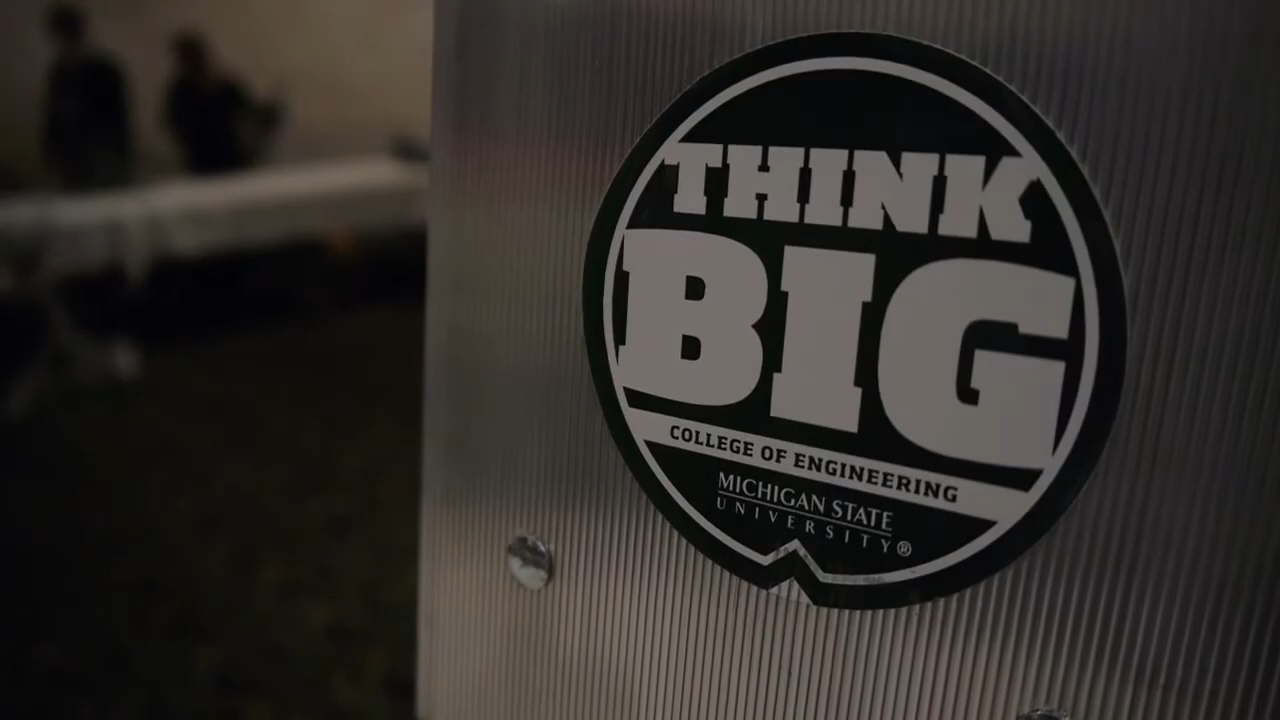 THINK
BIG
COLLEGE OF ENGINEERING
MICHIGAN STATE
UNIVERSITY®